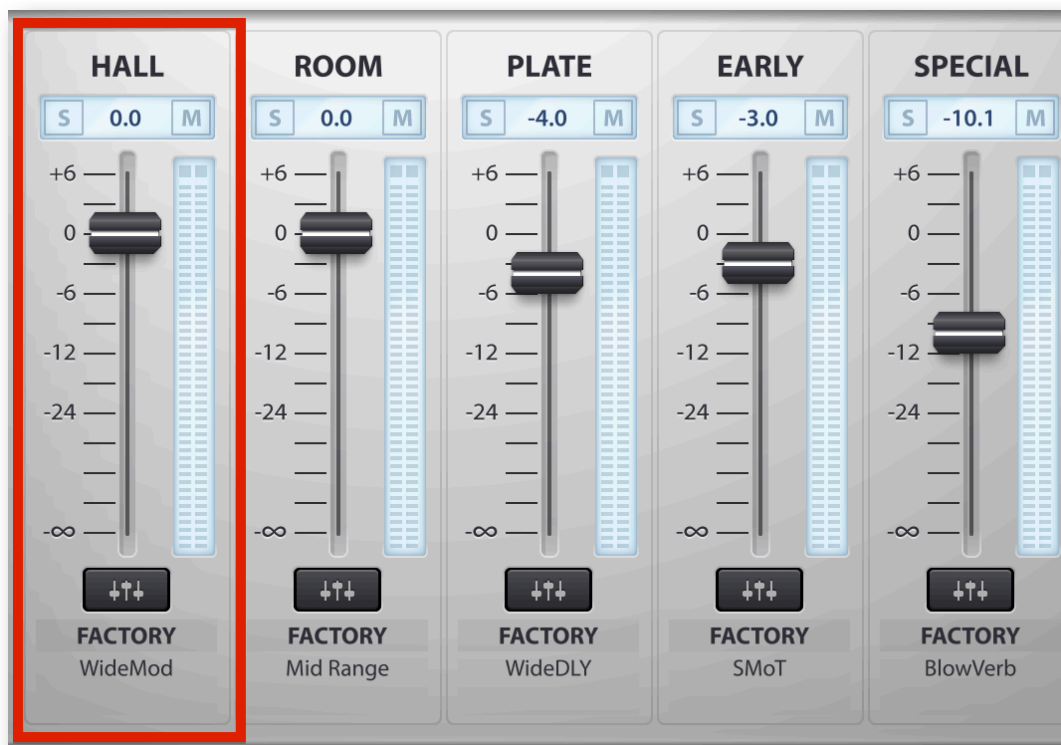 HALL ROOM PLATE EARLY SPECIAL
S 0.0 M S 0.0 M S -4.0 M S -3.0 M S -10.1 M
+6 +6 +6 +6 +6
0 0 0 0 0
-6 -6 -6 -6 -6
-12 -12 -12 -12 -12
-24 -24 -24 -24 -24
-∞ -∞ -∞ -∞ -∞
FACTORY FACTORY FACTORY FACTORY FACTORY
WideMod Mid Range WideDLY SMoT BlowVerb